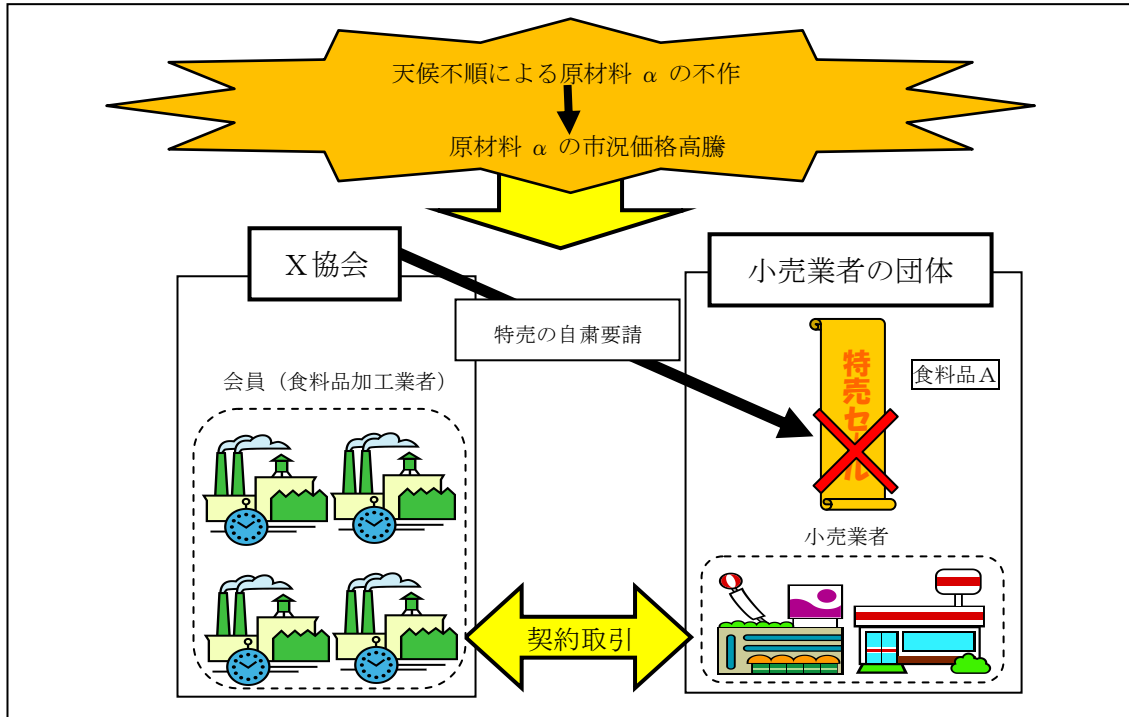 天候不順による原材料 α の不作
原材料 α の市況価格高騰
X協会
小売業者の団体
特売の自粛要請
会員（食料品加工業者）
特売セール
食料品A
小売業者
契約取引